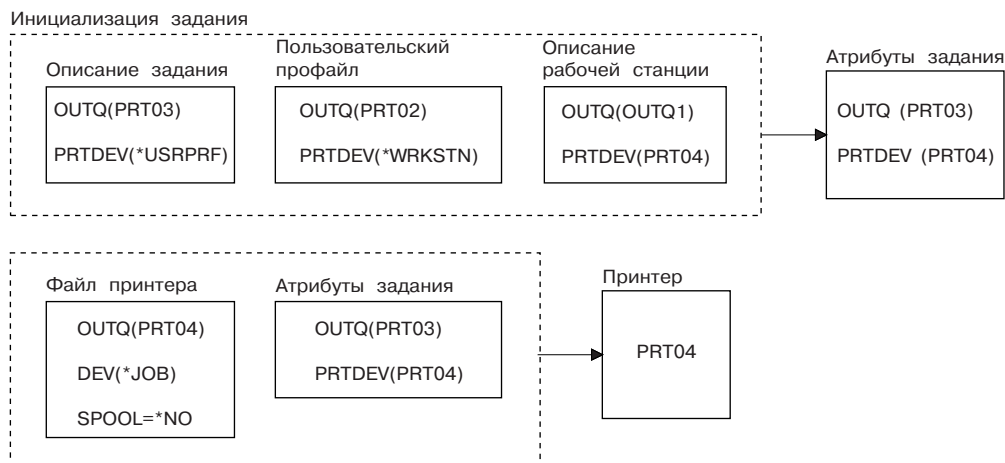 Инициализация задания
Описание задания
OUTQ(PRT03)
PRTDEV(*USRPRF)
Пользовательский
профайл
OUTQ(PRT02)
PRTDEV(*WRKSTN)
Описание
рабочей станции
OUTQ(OUTQ1)
PRTDEV(PRT04)
Атрибуты задания
OUTQ (PRT03)
PRTDEV (PRT04)
Файл принтера
OUTQ(PRT04)
DEV(*JOB)
SPOOL=*NO
Атрибуты задания
OUTQ(PRT03)
PRTDEV(PRT04)
Принтер
PRT04